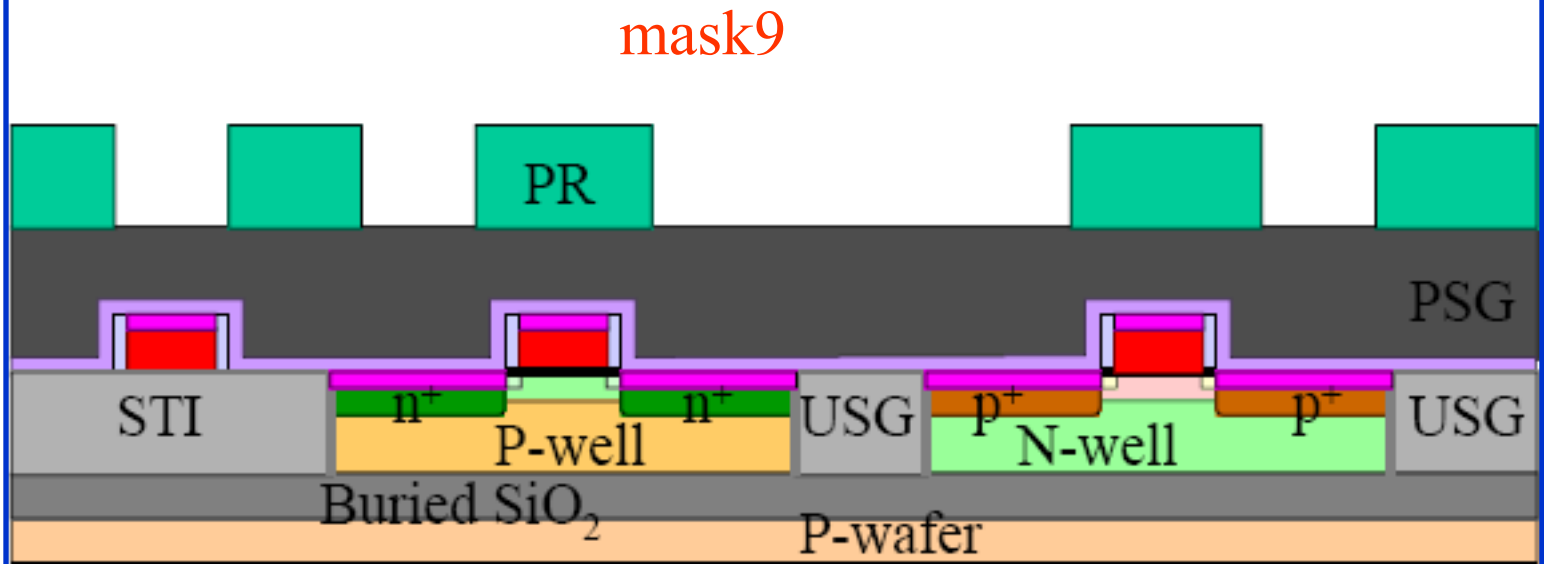 mask9
PR
PSG
STI
n⁺
n⁺
USG
p⁺
p⁺
USG
P-well
N-well
Buried SiO₂
P-wafer